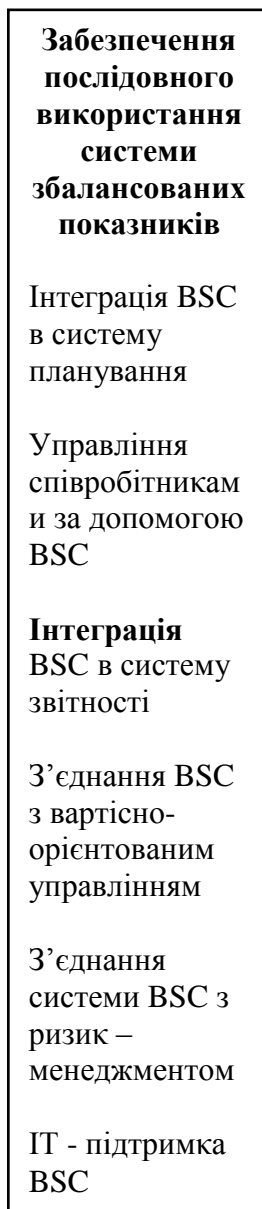 Забезпечення
послідовного
використання
системи
збалансованих
показників
Інтеграція BSC
в систему
планування
Управління
співробітникам
и за допомогою
BSC
Інтеграція
BSC в систему
звітності
З’єднання BSC
з вартісно-
орієнтованим
управлінням
З’єднання
системи BSC з
ризик –
менеджментом
ІТ - підтримка
BSC